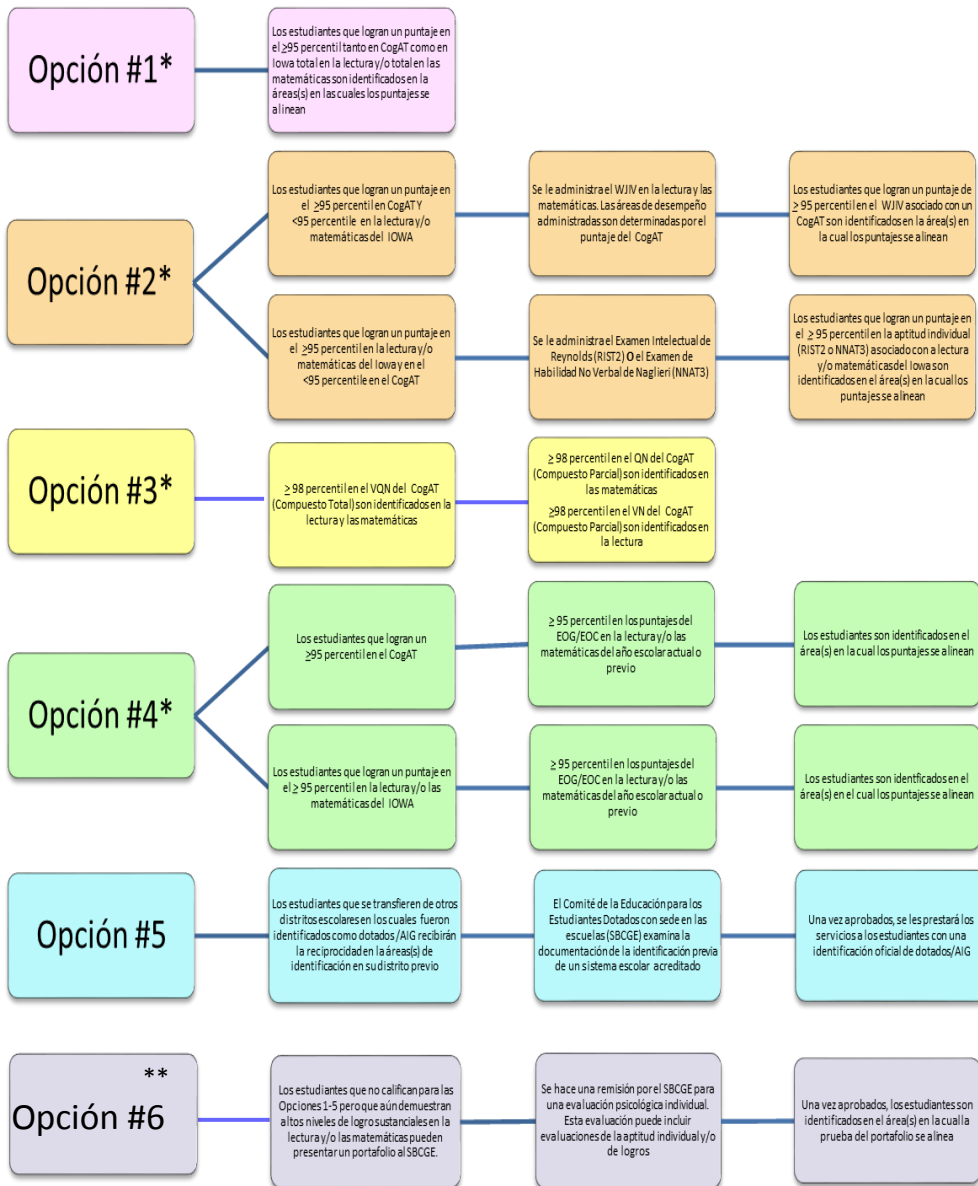 Opción #1*
Los estudiantes que logran un puntaje en
el ≥95 percentil tanto en CogAT como en
Iowa total en la lectura y/o total en las
matemáticas son identificados en la
áreas(s) en las cuales los puntajes se
alinean
Opción #2*
Los estudiantes que logran un puntaje en
el ≥95 percentil en CogAT Y
<95 percentile en la lectura y/o
matemáticas del IOWA
Se le administra el WJIV en la lectura y las
matemáticas. Las áreas de desempeño
administradas son determinadas por el
puntaje del CogAT
Los estudiantes que logran un puntaje de
≥ 95 percentil en el WJIV asociado con un
CogAT son identificados en la área(s) en
la cual los puntajes se alinean
Los estudiantes que logran un puntaje en
el ≥95 percentil en la lectura y/o
matemáticas del Iowa y en el
<95 percentile en el CogAT
Se le administra el Examen Intelectual de
Reynolds (RIST2) O el Examen de
Habilidad No Verbal de Naglieri (NNAT3)
Los estudiantes que logran un puntaje en
el ≥ 95 percentil en la aptitud individual
(RIST2 o NNAT3) asociado con a lectura
y/o matemáticas del Iowa son
identificados en el área(s) en la cual los
puntajes se alinean
Opción #3*
≥ 98 percentil en el VQN del CogAT
(Compuesto Total) son identificados en la
lectura y las matemáticas
≥ 98 percentil en el QN del CogAT
(Compuesto Parcial) son identificados en
las matemáticas
≥98 percentil en el VN del CogAT
(Compuesto Parcial) son identificados en
la lectura
Opción #4*
Los estudiantes que logran un
≥95 percentil en el CogAT
≥ 95 percentil en los puntajes del
EOG/EOC en la lectura y/o las
matemáticas del año escolar actual o
previo
Los estudiantes son identificados en el
área(s) en la cual los puntajes se alinean
Los estudiantes que logran un puntaje en
el ≥ 95 percentil en la lectura y/o las
matemáticas del IOWA
≥ 95 percentil en los puntajes del
EOG/EOC en la lectura y/o las
matemáticas del año escolar actual o
previo
Los estudiantes son identficados en el
área(s) en el cual los puntajes se alinean
Opción #5
Los estudiantes que se transfieren de otros
distritos escolares en los cuales fueron
identificados como dotados /AIG recibirán
la reciprocidad en la áreas(s) de
identificación en su distrito previo
El Comité de la Educación para los
Estudiantes Dotados con sede en las
escuelas (SBCGE) examina la
documentación de la identificación previa
de un sistema escolar acreditado
Una vez aprobados, se les prestará los
servicios a los estudiantes con una
identificación oficial de dotados/AIG
**
Opción #6
Los estudiantes que no califican para las
Opciones 1-5 pero que aún demuestran
altos niveles de logro sustanciales en la
lectura y/o las matemáticas pueden
presentar un portafolio al SBCGE.
Se hace una remisión por el SBCGE para
una evaluación psicológica individual.
Esta evaluación puede incluir
evaluaciones de la aptitud individual y/o
de logros
Una vez aprobados, los estudiantes son
identificados en el área(s) en la cual la
prueba del portafolio se alinea